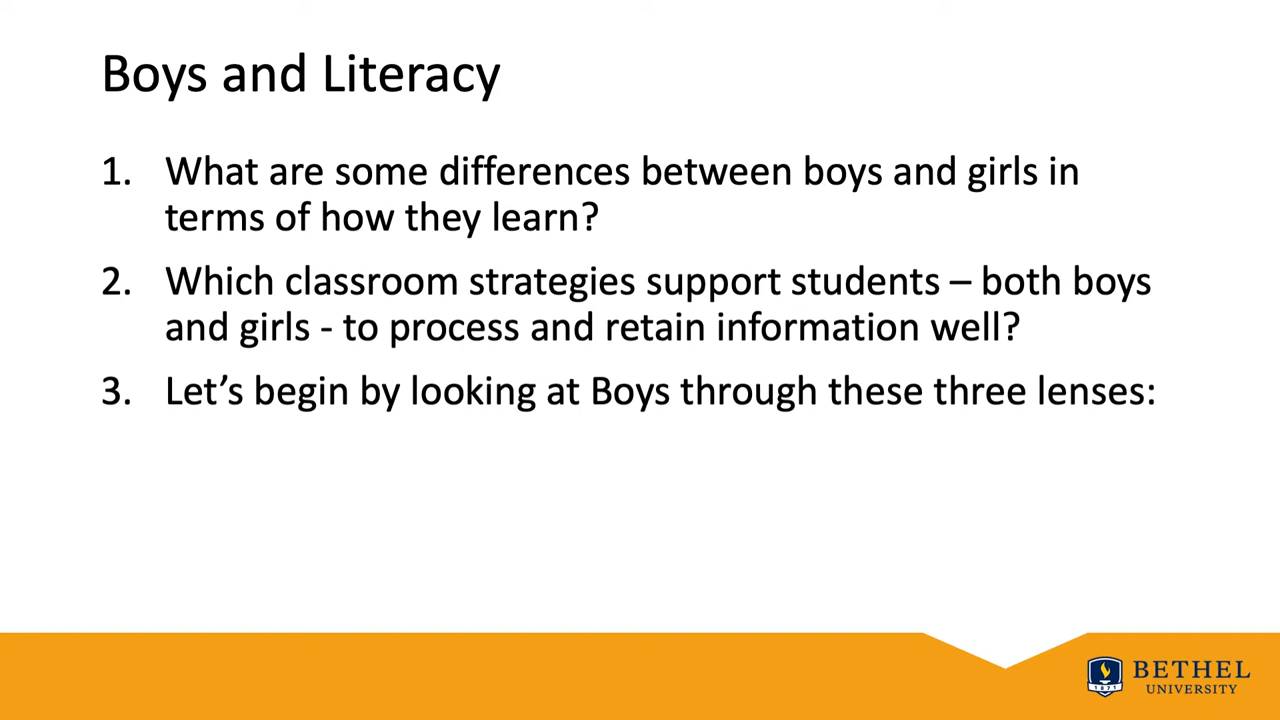 Boys and Literacy
1. What are some differences between boys and girls in
terms of how they learn?
2. Which classroom strategies support students – both boys
and girls - to process and retain information well?
3. Let’s begin by looking at Boys through these three lenses:
BETHEL
UNIVERSITY
1871